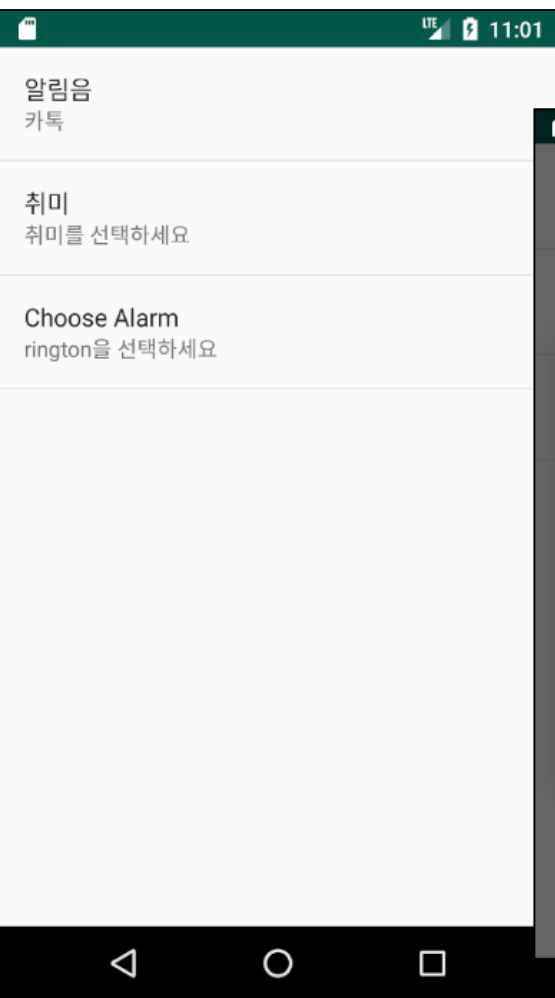 LTE 11:01
알림음
카톡
취미
취미를 선택하세요
Choose Alarm
rington을 선택하세요